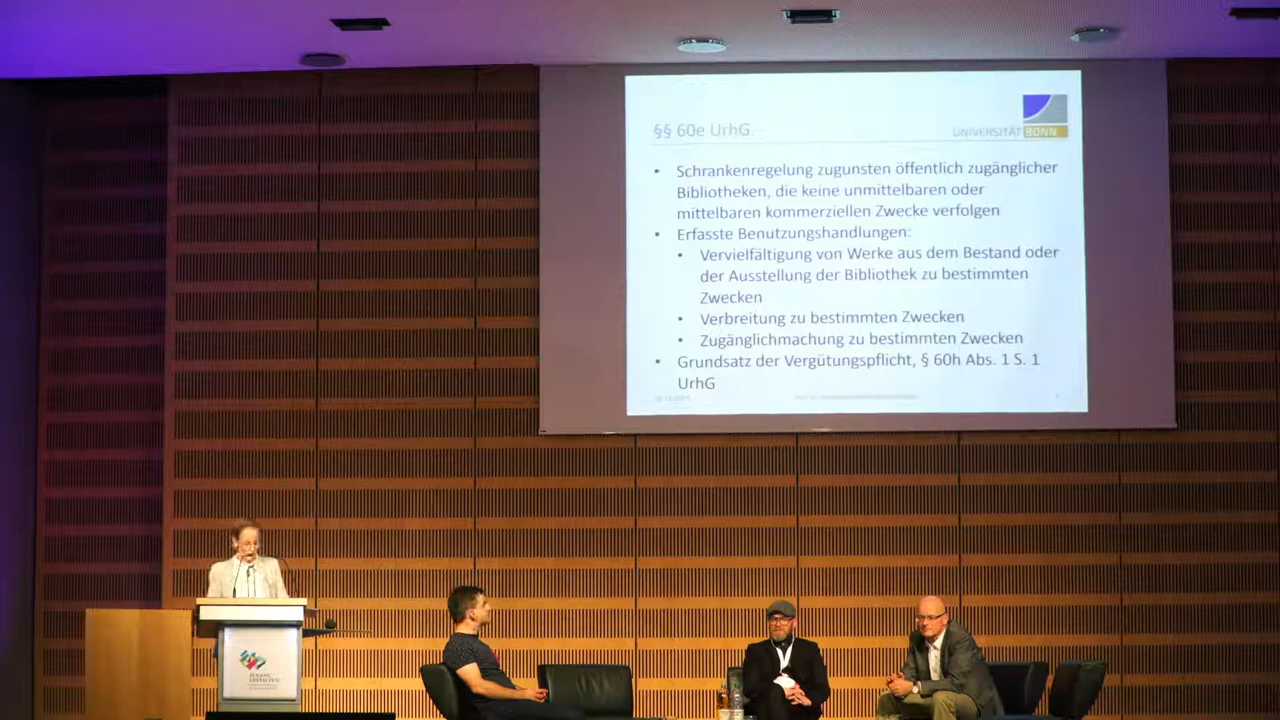 §§ 60e UrhG
UNIVERSITÄT BONN
• Schrankenregelung zugunsten öffentlich zugänglicher
Bibliotheken, die keine unmittelbaren oder
mittelbaren kommerziellen Zwecke verfolgen
• Erfasste Benutzungshandlungen:
• Vervielfältigung von Werke aus dem Bestand oder
der Ausstellung der Bibliothek zu bestimmten
Zwecken
• Verbreitung zu bestimmten Zwecken
• Zugänglichmachung zu bestimmten Zwecken
• Grundsatz der Vergütungspflicht, § 60h Abs. 1 S. 1
UrhG
ZUGANG
GESTALTEN!